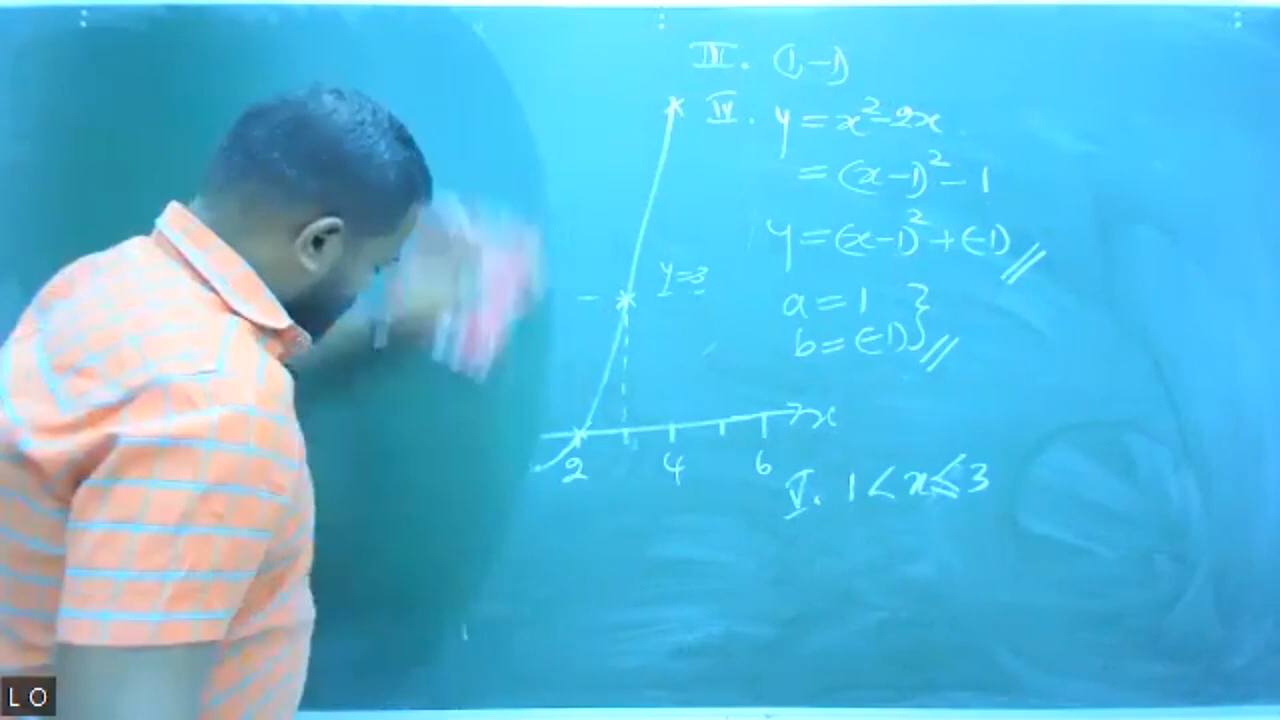 III. (1,-1)
IV. y = x²-2x
= (x-1)² - 1
y = (x-1)² + (-1)
y=3
a = 1
b = (-1)
x
2 4 6
V. 1 < x ≤ 3
L O